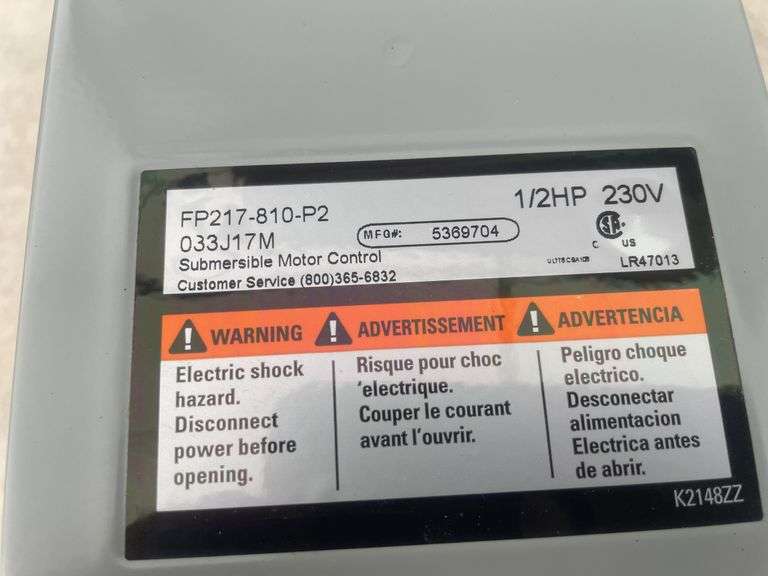 FP217-810-P2
1/2HP 230V
033J17M
MFG#: 5369704
Submersible Motor Control
C US
Customer Service (800)365-6832
LR47013
WARNING
Electric shock
hazard.
Disconnect
power before
opening.
ADVERTISSEMENT
Risque pour choc
'electrique.
Couper le courant
avant l'ouvrir.
ADVERTENCIA
Peligro choque
electrico.
Desconectar
alimentacion
Electrica antes
de abrir.
K2148ZZ